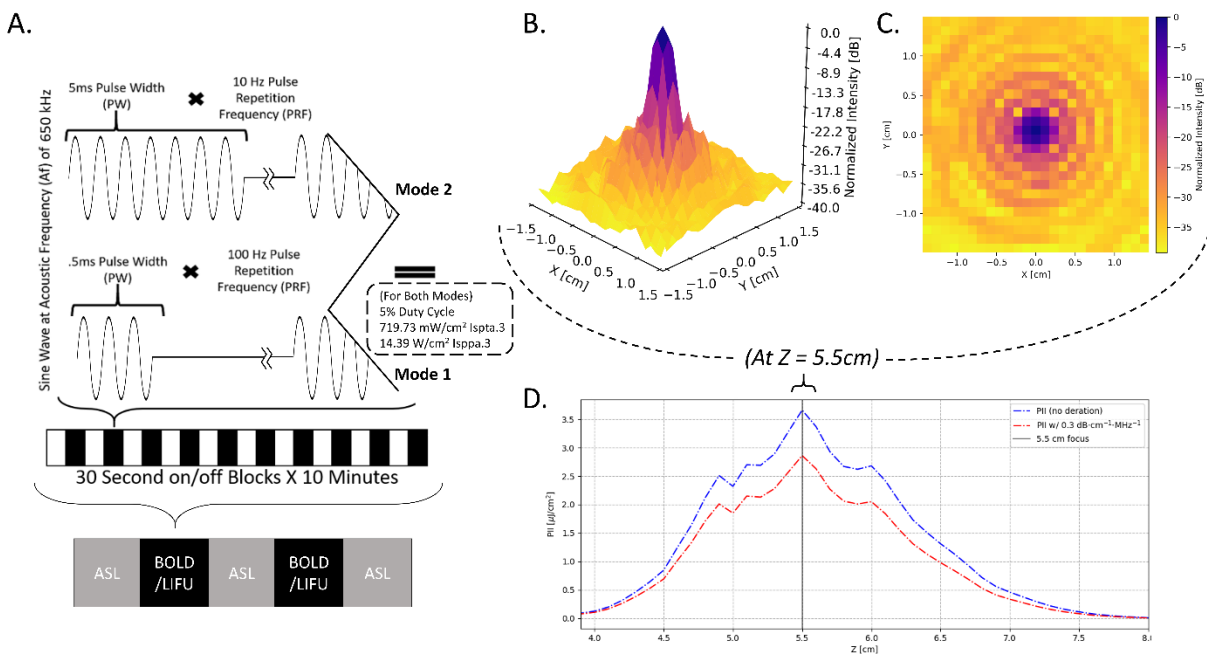 A.
Sine Wave at Acoustic Frequency (Af) of 650 kHz
5ms Pulse Width
(PW)
10 Hz Pulse
Repetition
Frequency (PRF)
Mode 2
.5ms Pulse Width
(PW)
100 Hz Pulse
Repetition
Frequency (PRF)
(For Both Modes)
5% Duty Cycle
719.73 mW/cm² Ispta.3
14.39 W/cm² Isppa.3
Mode 1
30 Second on/off Blocks X 10 Minutes
ASL
BOLD
/LIFU
ASL
BOLD
/LIFU
ASL
B.
0.0
-4.4
-8.9
-13.3
-17.8
-22.2
-26.7
-31.1
-35.6
-40.0
Normalized Intensity [dB]
-1.5
-1.0
-0.5
0.0
0.5
1.0
1.5
X [cm]
-1.5
-1.0
-0.5
0.0
0.5
1.0
1.5
Y [cm]
C.
1.0
0.5
0.0
-0.5
-1.0
Y [cm]
-1.0
-0.5
0.0
0.5
1.0
X [cm]
0
-5
-10
-15
-20
-25
-30
-35
Normalized Intensity [dB]
(At Z = 5.5cm)
D.
PII (no deration)
PII w/ 0.3 dB·cm⁻¹·MHz⁻¹
5.5 cm focus
3.5
3.0
2.5
2.0
1.5
1.0
0.5
0.0
PII [µJ/cm²]
4.0
4.5
5.0
5.5
6.0
6.5
7.0
7.5
Z [cm]